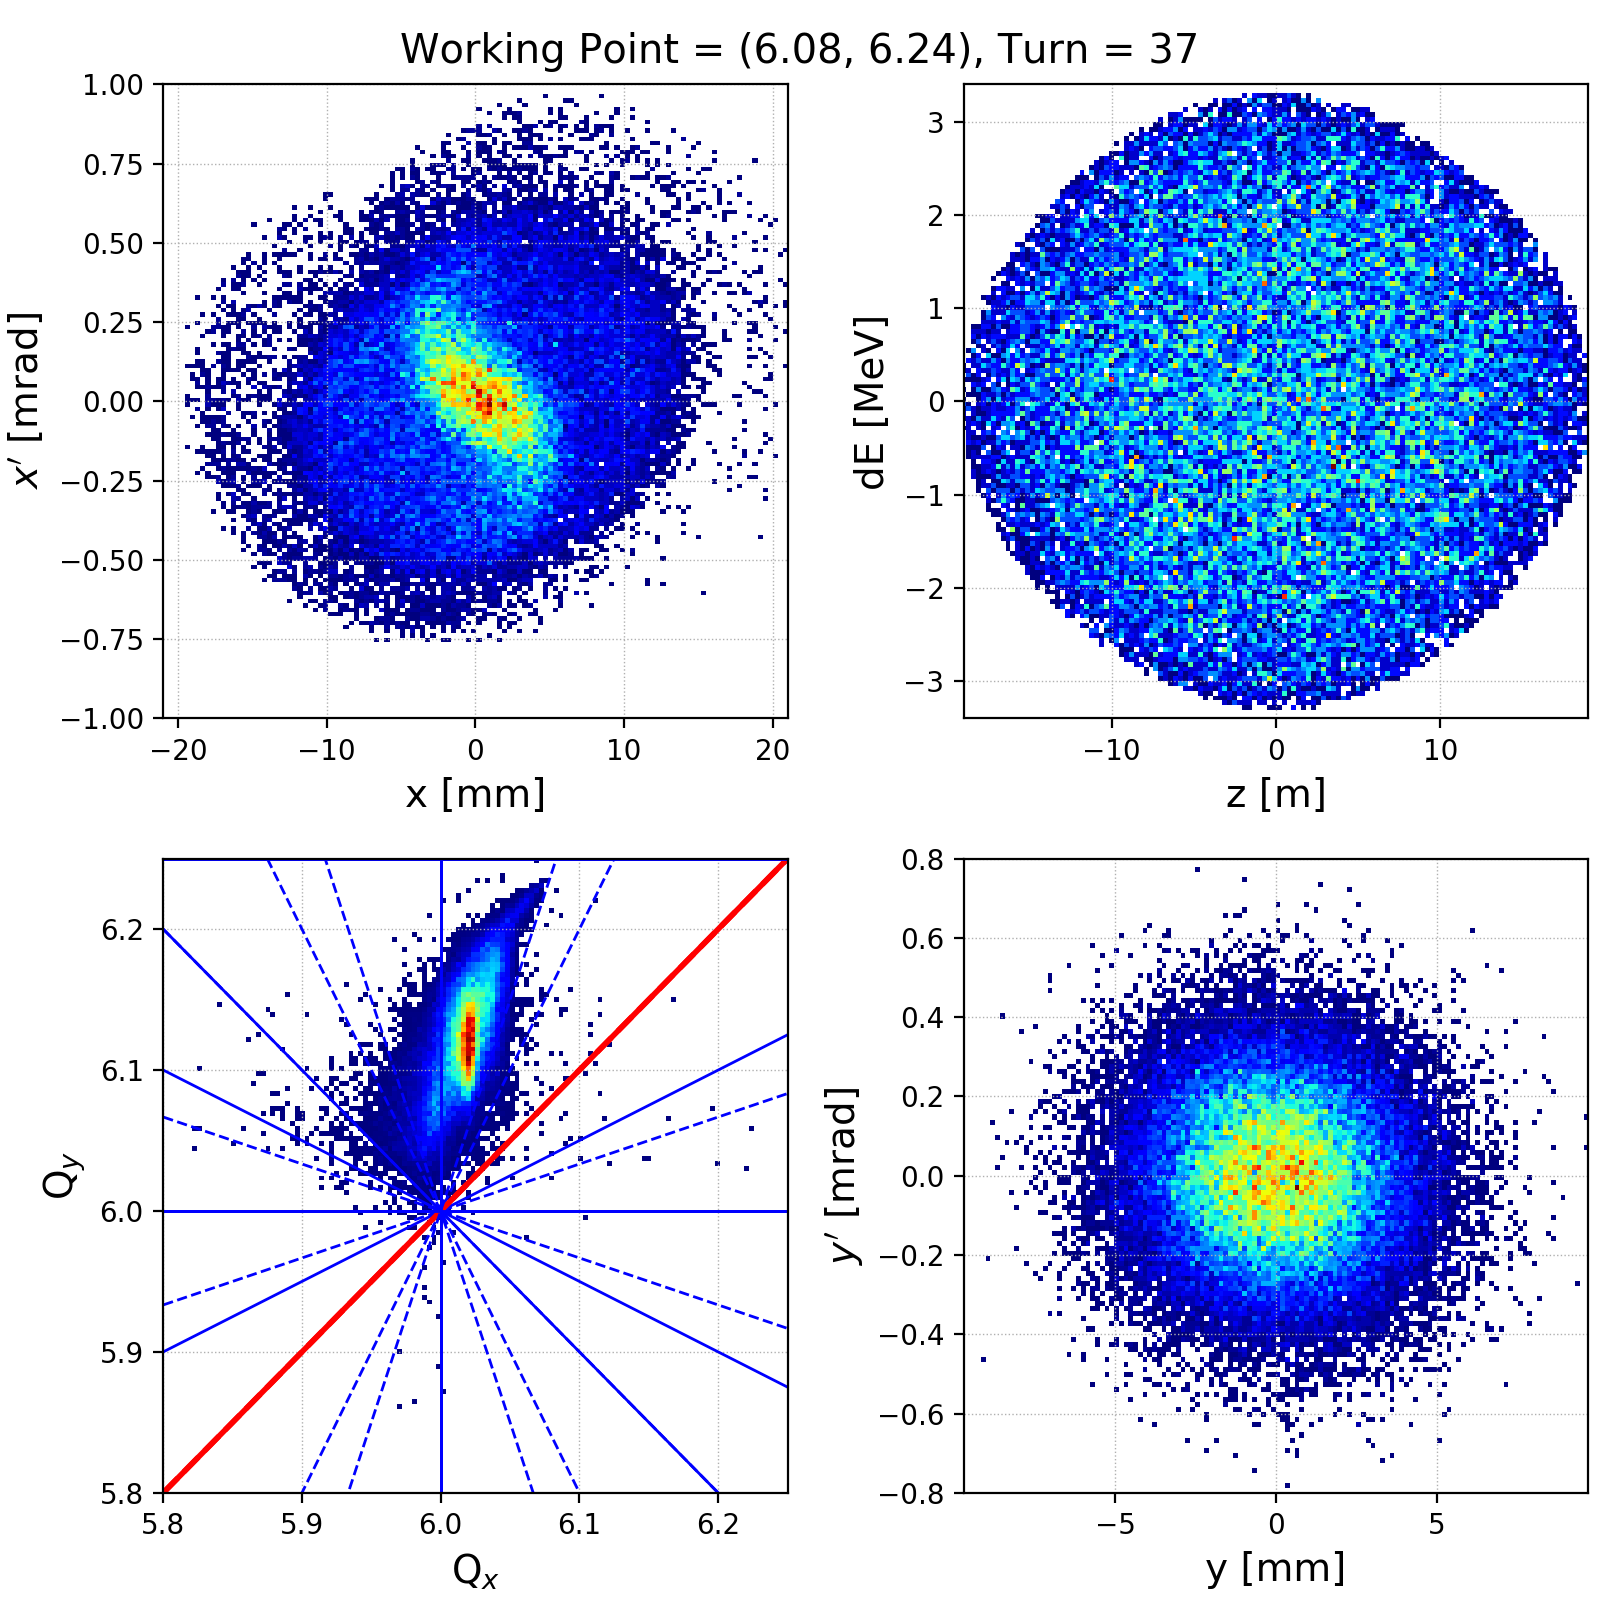 Working Point = (6.08, 6.24), Turn = 37
1.00
0.75
0.50
0.25
0.00
−0.25
−0.50
−0.75
−1.00
x′ [mrad]
−20 −10 0 10 20
x [mm]
3
2
1
0
−1
−2
−3
dE [MeV]
−10 0 10
z [m]
6.2
6.1
6.0
5.9
5.8
Qy
5.8 5.9 6.0 6.1 6.2
Qx
0.8
0.6
0.4
0.2
0.0
−0.2
−0.4
−0.6
−0.8
y′ [mrad]
−5 0 5
y [mm]